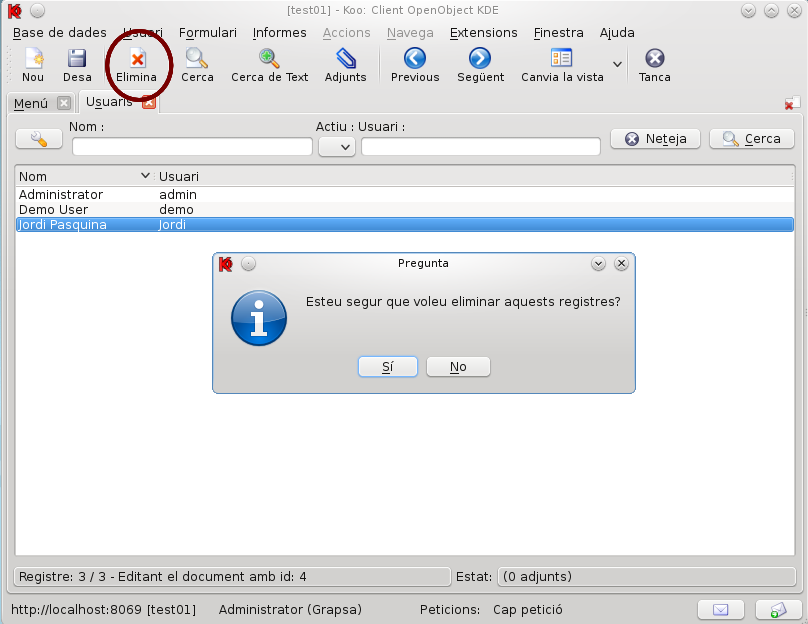 [test01] - Koo: Client OpenObject KDE
Base de dades Usuari Formulari Informes Accions Navega Extensions Finestra Ajuda
Nou Desa Elimina Cerca Cerca de Text Adjunts Previous Següent Canvia la vista Tanca
Menú Usuaris
Nom : Actiu : Usuari :
Neteja Cerca
Nom Usuari
Administrator admin
Demo User demo
Jordi Pasquina Jordi
Pregunta
Esteu segur que voleu eliminar aquests registres?
Sí No
Registre: 3 / 3 - Editant el document amb id: 4 Estat: (0 adjunts)
http://localhost:8069 [test01] Administrator (Grapsa) Peticions: Cap petició